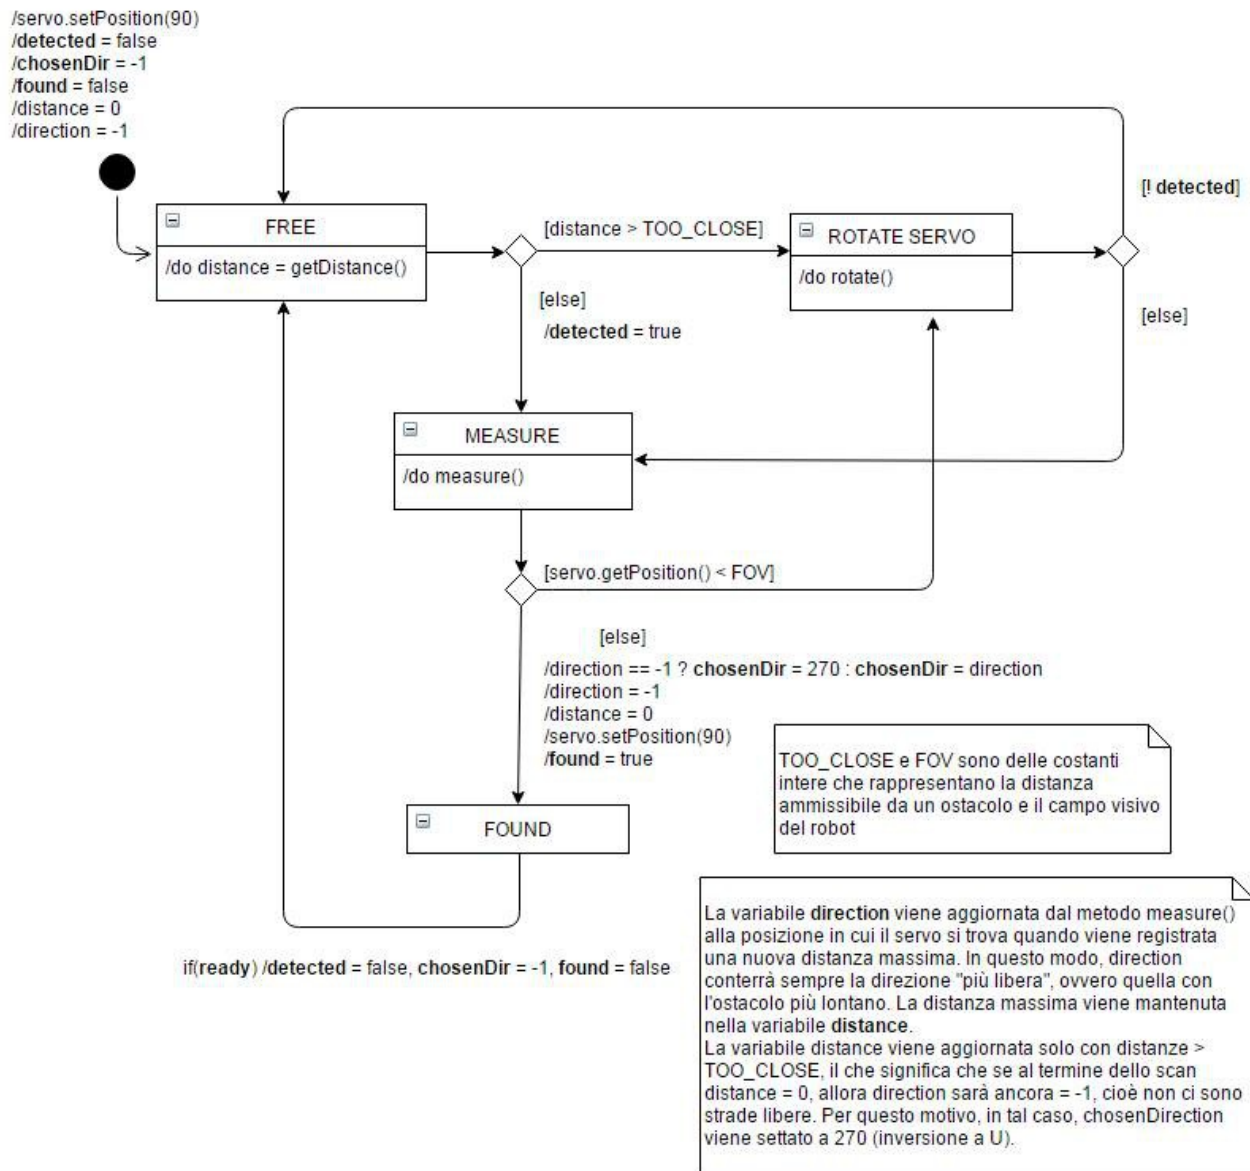 /servo.setPosition(90)
/detected = false
/chosenDir = -1
/found = false
/distance = 0
/direction = -1
[! detected]
FREE
/do distance = getDistance()
[distance > TOO_CLOSE]
ROTATE SERVO
/do rotate()
[else]
/detected = true
[else]
MEASURE
/do measure()
[servo.getPosition() < FOV]
[else]
/direction == -1 ? chosenDir = 270 : chosenDir = direction
/direction = -1
/distance = 0
/servo.setPosition(90)
/found = true
FOUND
if(ready) /detected = false, chosenDir = -1, found = false
TOO_CLOSE e FOV sono delle costanti
intere che rappresentano la distanza
ammissibile da un ostacolo e il campo visivo
del robot
La variabile direction viene aggiornata dal metodo measure()
alla posizione in cui il servo si trova quando viene registrata
una nuova distanza massima. In questo modo, direction
conterrà sempre la direzione "più libera", ovvero quella con
l'ostacolo più lontano. La distanza massima viene mantenuta
nella variabile distance.
La variabile distance viene aggiornata solo con distanze >
TOO_CLOSE, il che significa che se al termine dello scan
distance = 0, allora direction sarà ancora = -1, cioè non ci sono
strade libere. Per questo motivo, in tal caso, chosenDirection
viene settato a 270 (inversione a U).